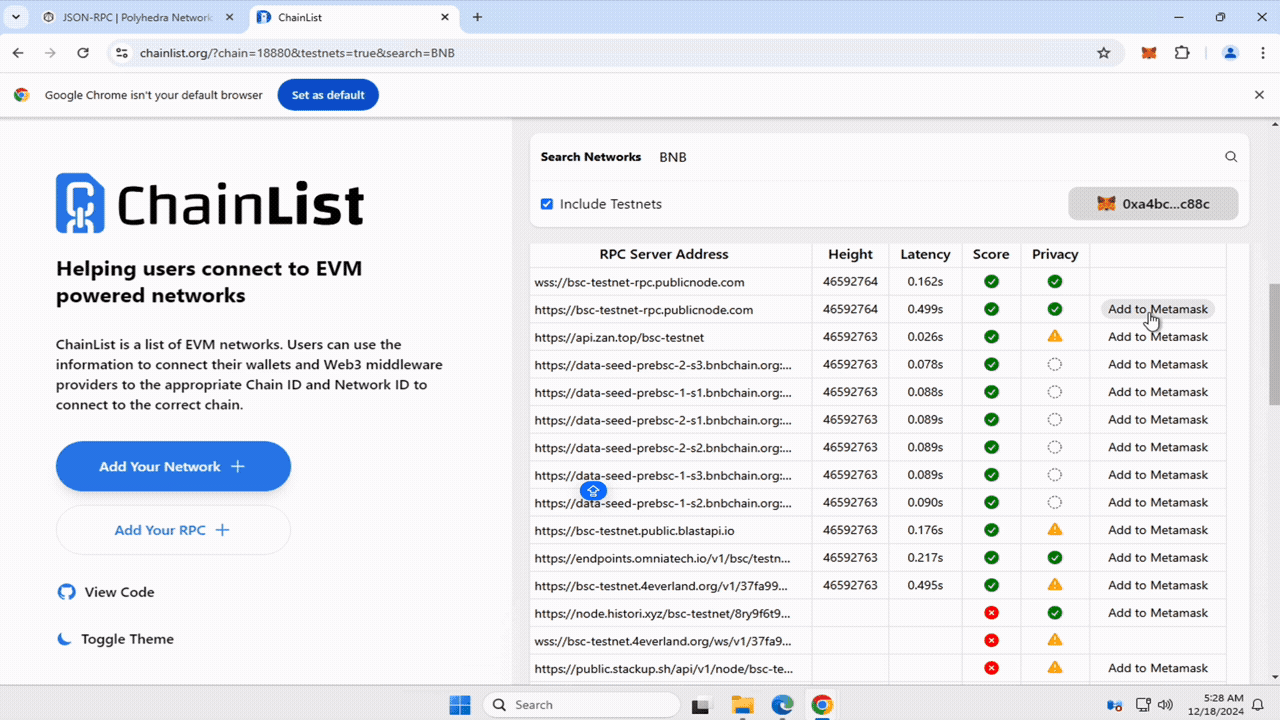 JSON-RPC | Polyhedra Network
ChainList
chainlist.org/?chain=18880&testnets=true&search=BNB
Google Chrome isn't your default browser
Set as default
ChainList
Helping users connect to EVM
powered networks
ChainList is a list of EVM networks. Users can use the
information to connect their wallets and Web3 middleware
providers to the appropriate Chain ID and Network ID to
connect to the correct chain.
Add Your Network
Add Your RPC
View Code
Toggle Theme
Search Networks BNB
Include Testnets
0xa4bc...c88c
RPC Server Address Height Latency Score Privacy
wss://bsc-testnet-rpc.publicnode.com 46592764 0.162s
https://bsc-testnet-rpc.publicnode.com 46592764 0.499s Add to Metamask
https://api.zan.top/bsc-testnet 46592763 0.026s Add to Metamask
https://data-seed-prebsc-2-s3.bnbchain.org:... 46592763 0.078s Add to Metamask
https://data-seed-prebsc-1-s1.bnbchain.org:... 46592763 0.088s Add to Metamask
https://data-seed-prebsc-2-s1.bnbchain.org:... 46592763 0.089s Add to Metamask
https://data-seed-prebsc-2-s2.bnbchain.org:... 46592763 0.089s Add to Metamask
https://data-seed-prebsc-1-s3.bnbchain.org:... 46592763 0.089s Add to Metamask
https://data-seed-prebsc-1-s2.bnbchain.org:... 46592763 0.090s Add to Metamask
https://bsc-testnet.public.blastapi.io 46592763 0.176s Add to Metamask
https://endpoints.omniatech.io/v1/bsc/testn... 46592763 0.217s Add to Metamask
https://bsc-testnet.4everland.org/v1/37fa99... 46592763 0.495s Add to Metamask
https://node.histori.xyz/bsc-testnet/8ry9f6t9... Add to Metamask
wss://bsc-testnet.4everland.org/ws/v1/37fa9...
https://public.stackup.sh/api/v1/node/bsc-te... Add to Metamask
Search
5:28 AM
12/18/2024